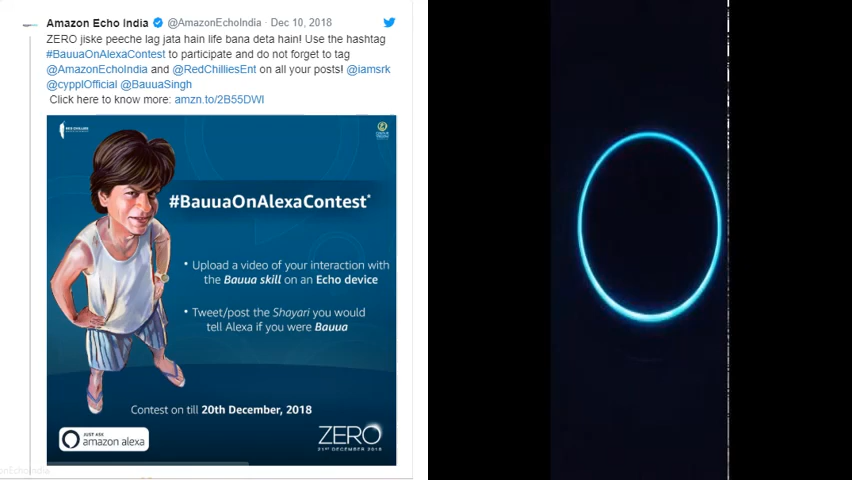 Amazon Echo India @AmazonEchoIndia · Dec 10, 2018
ZERO jiske peeche lag jata hain life bana deta hain! Use the hashtag
#BauuaOnAlexaContest to participate and do not forget to tag
@AmazonEchoIndia and @RedChilliesEnt on all your posts! @iamsrk
@cypplOfficial @BauuaSingh
Click here to know more: amzn.to/2B55DWI
RED CHILLIES
#BauuaOnAlexaContest*
• Upload a video of your interaction with
the Bauua skill on an Echo device
• Tweet/post the Shayari you would
tell Alexa if you were Bauua
Contest on till 20th December, 2018
JUST ASK
amazon alexa
ZERO
21ST DECEMBER 2018
onEchoIndia